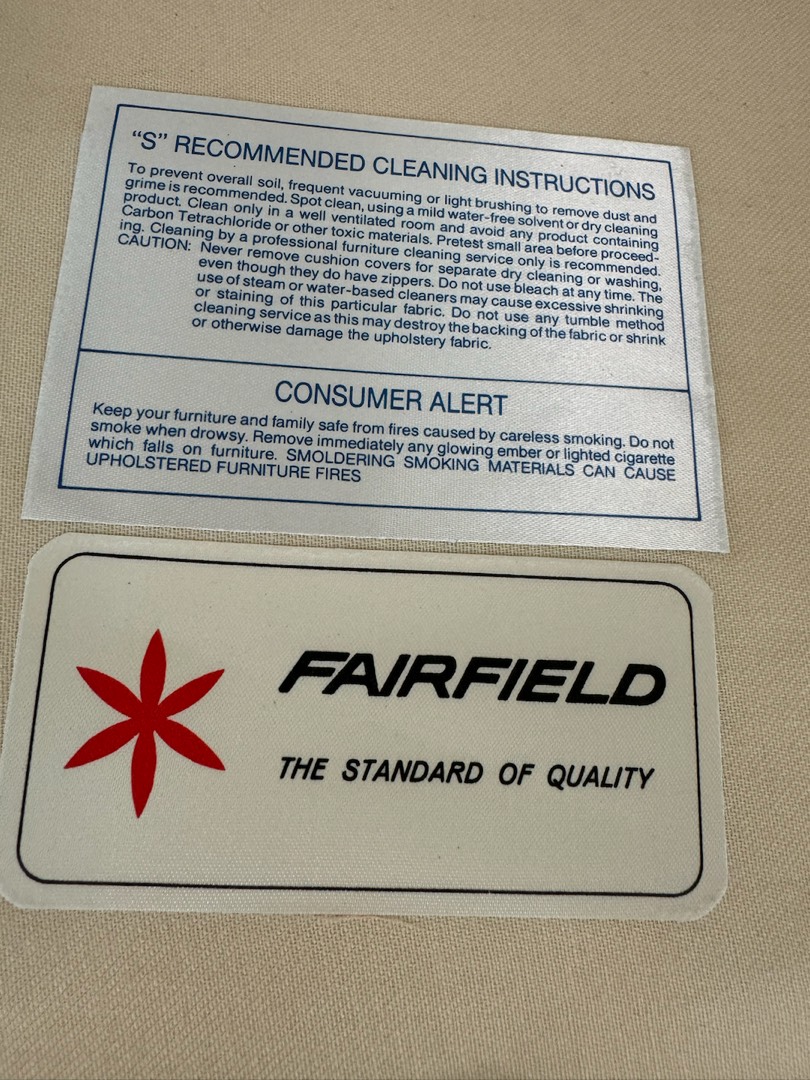 “S” RECOMMENDED CLEANING INSTRUCTIONS
To prevent overall soil, frequent vacuuming or light brushing to remove dust and
grime is recommended. Spot clean, using a mild water-free solvent or dry cleaning
product. Clean only in a well ventilated room and avoid any product containing
Carbon Tetrachloride or other toxic materials. Pretest small area before proceed-
ing. Cleaning by a professional furniture cleaning service only is recommended.
CAUTION: Never remove cushion covers for separate dry cleaning or washing,
even though they do have zippers. Do not use bleach at any time. The
use of steam or water-based cleaners may cause excessive shrinking
or staining of this particular fabric. Do not use any tumble method
cleaning service as this may destroy the backing of the fabric or shrink
or otherwise damage the upholstery fabric.
CONSUMER ALERT
Keep your furniture and family safe from fires caused by careless smoking. Do not
smoke when drowsy. Remove immediately any glowing ember or lighted cigarette
which falls on furniture. SMOLDERING SMOKING MATERIALS CAN CAUSE
UPHOLSTERED FURNITURE FIRES
FAIRFIELD
THE STANDARD OF QUALITY